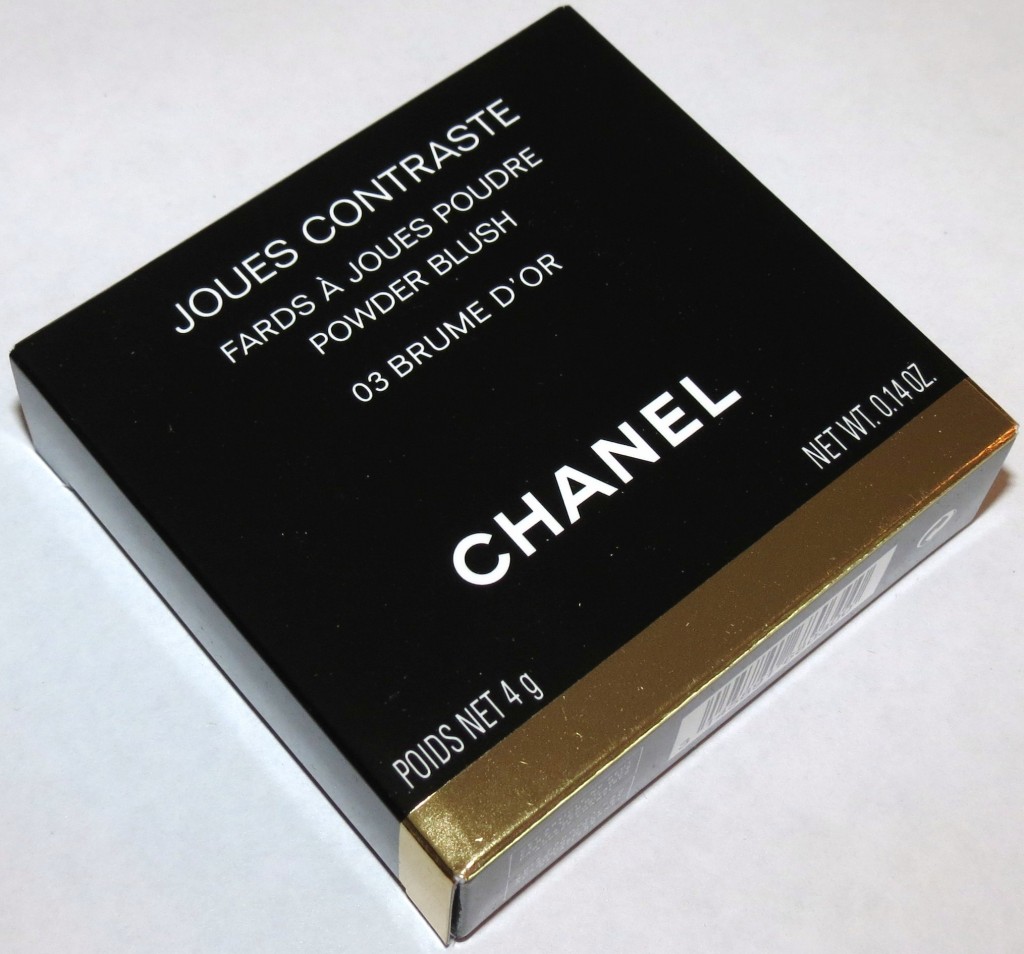 JOUES CONTRASTE
FARDS À JOUES POUDRE
POWDER BLUSH
03 BRUME D'OR
CHANEL
POIDS NET 4 g
NET WT. 0.14 OZ.